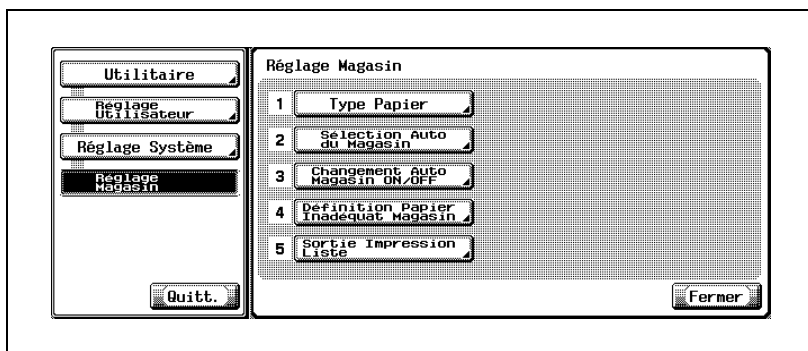 Utilitaire
Réglage
Utilisateur
Réglage Système
Réglage
Magasin
Quitt.
Réglage Magasin
1 Type Papier
2 Sélection Auto
du Magasin
3 Changement Auto
Magasin ON/OFF
4 Définition Papier
Inadéquat Magasin
5 Sortie Impression
Liste
Fermer